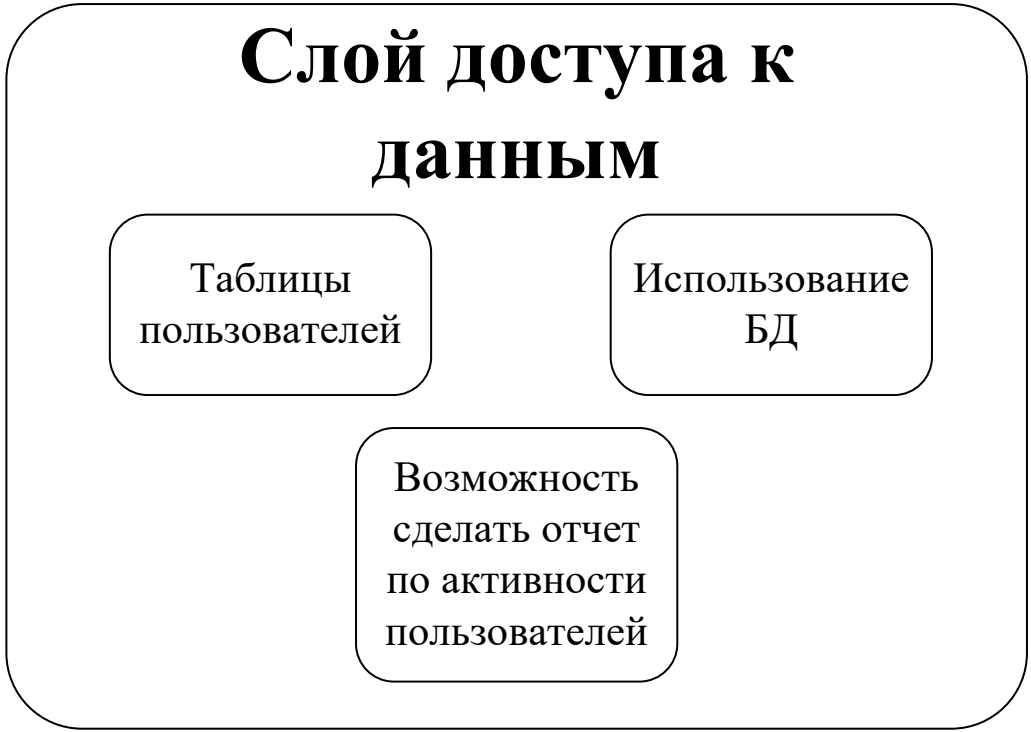 Слой доступа к
данным
Таблицы
пользователей
Использование
БД
Возможность
сделать отчет
по активности
пользователей